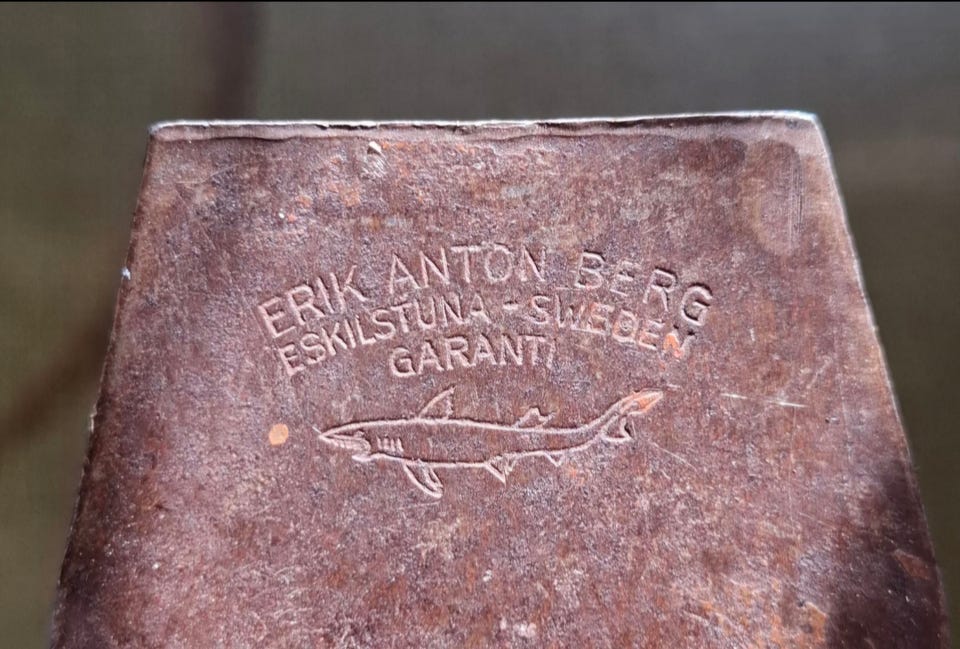 ERIK ANTON BERG
ESKILSTUNA - SWEDEN
GARANTI